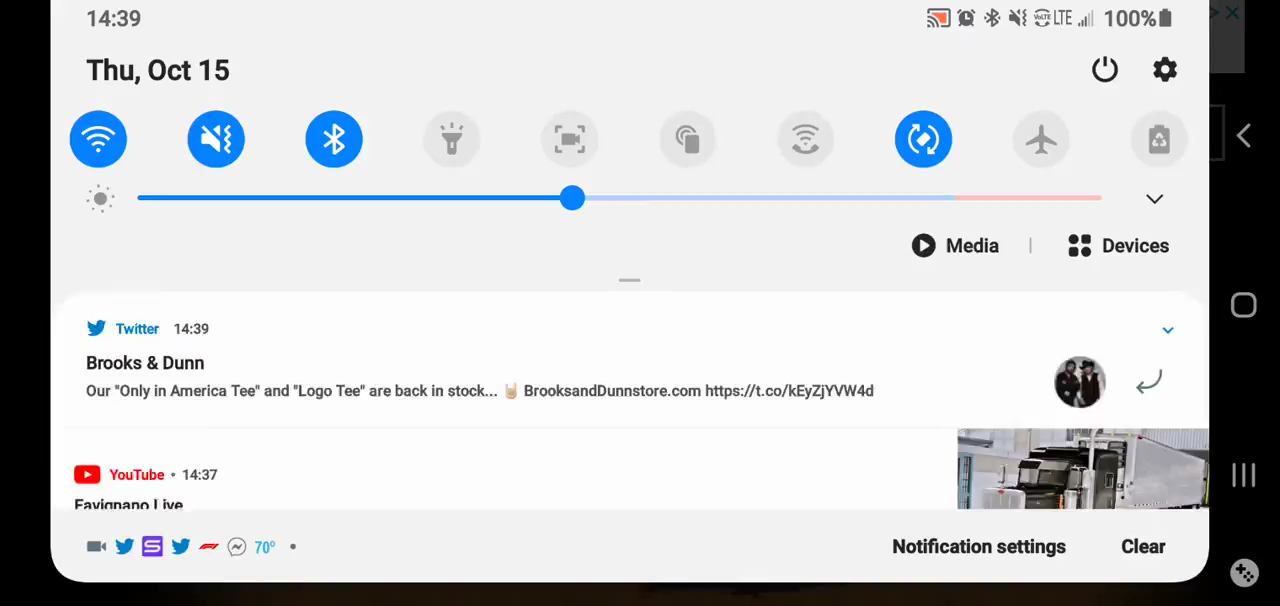 14:39
VoLTE LTE 100%
Thu, Oct 15
Media | Devices
Twitter 14:39
Brooks & Dunn
Our "Only in America Tee" and "Logo Tee" are back in stock... 🤘🏼 BrooksandDunnstore.com https://t.co/kEyZjYVW4d
YouTube • 14:37
Favignano Live
70° •
Notification settings Clear